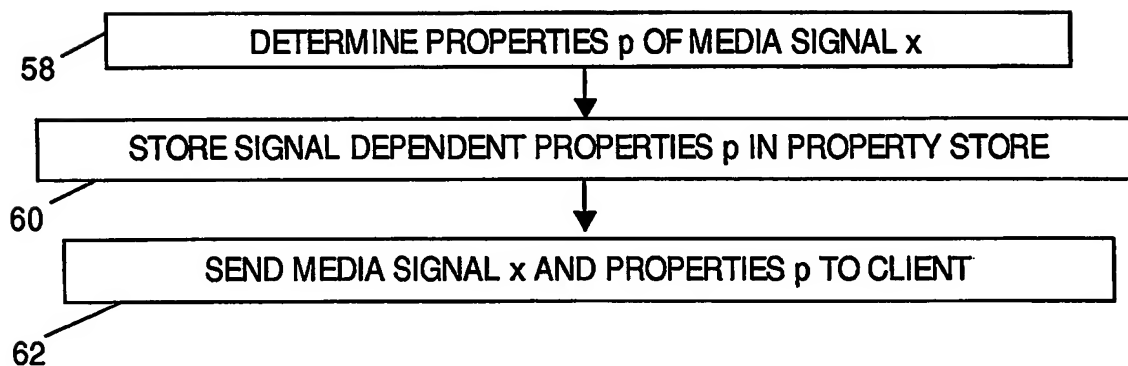 DETERMINE PROPERTIES p OF MEDIA SIGNAL x
58
STORE SIGNAL DEPENDENT PROPERTIES p IN PROPERTY STORE
60
SEND MEDIA SIGNAL x AND PROPERTIES p TO CLIENT
62